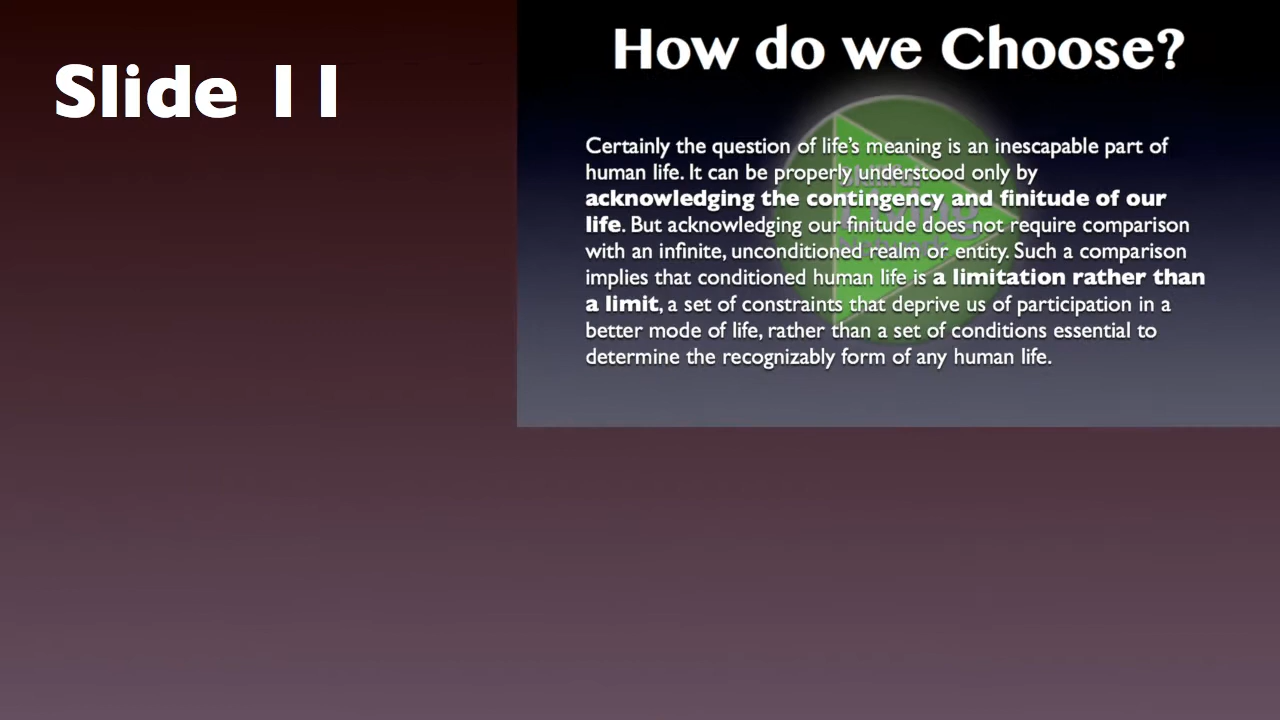 Slide 11
How do we Choose?
Certainly the question of life's meaning is an inescapable part of
human life. It can be properly understood only by
acknowledging the contingency and finitude of our
life. But acknowledging our finitude does not require comparison
with an infinite, unconditioned realm or entity. Such a comparison
implies that conditioned human life is a limitation rather than
a limit, a set of constraints that deprive us of participation in a
better mode of life, rather than a set of conditions essential to
determine the recognizably form of any human life.